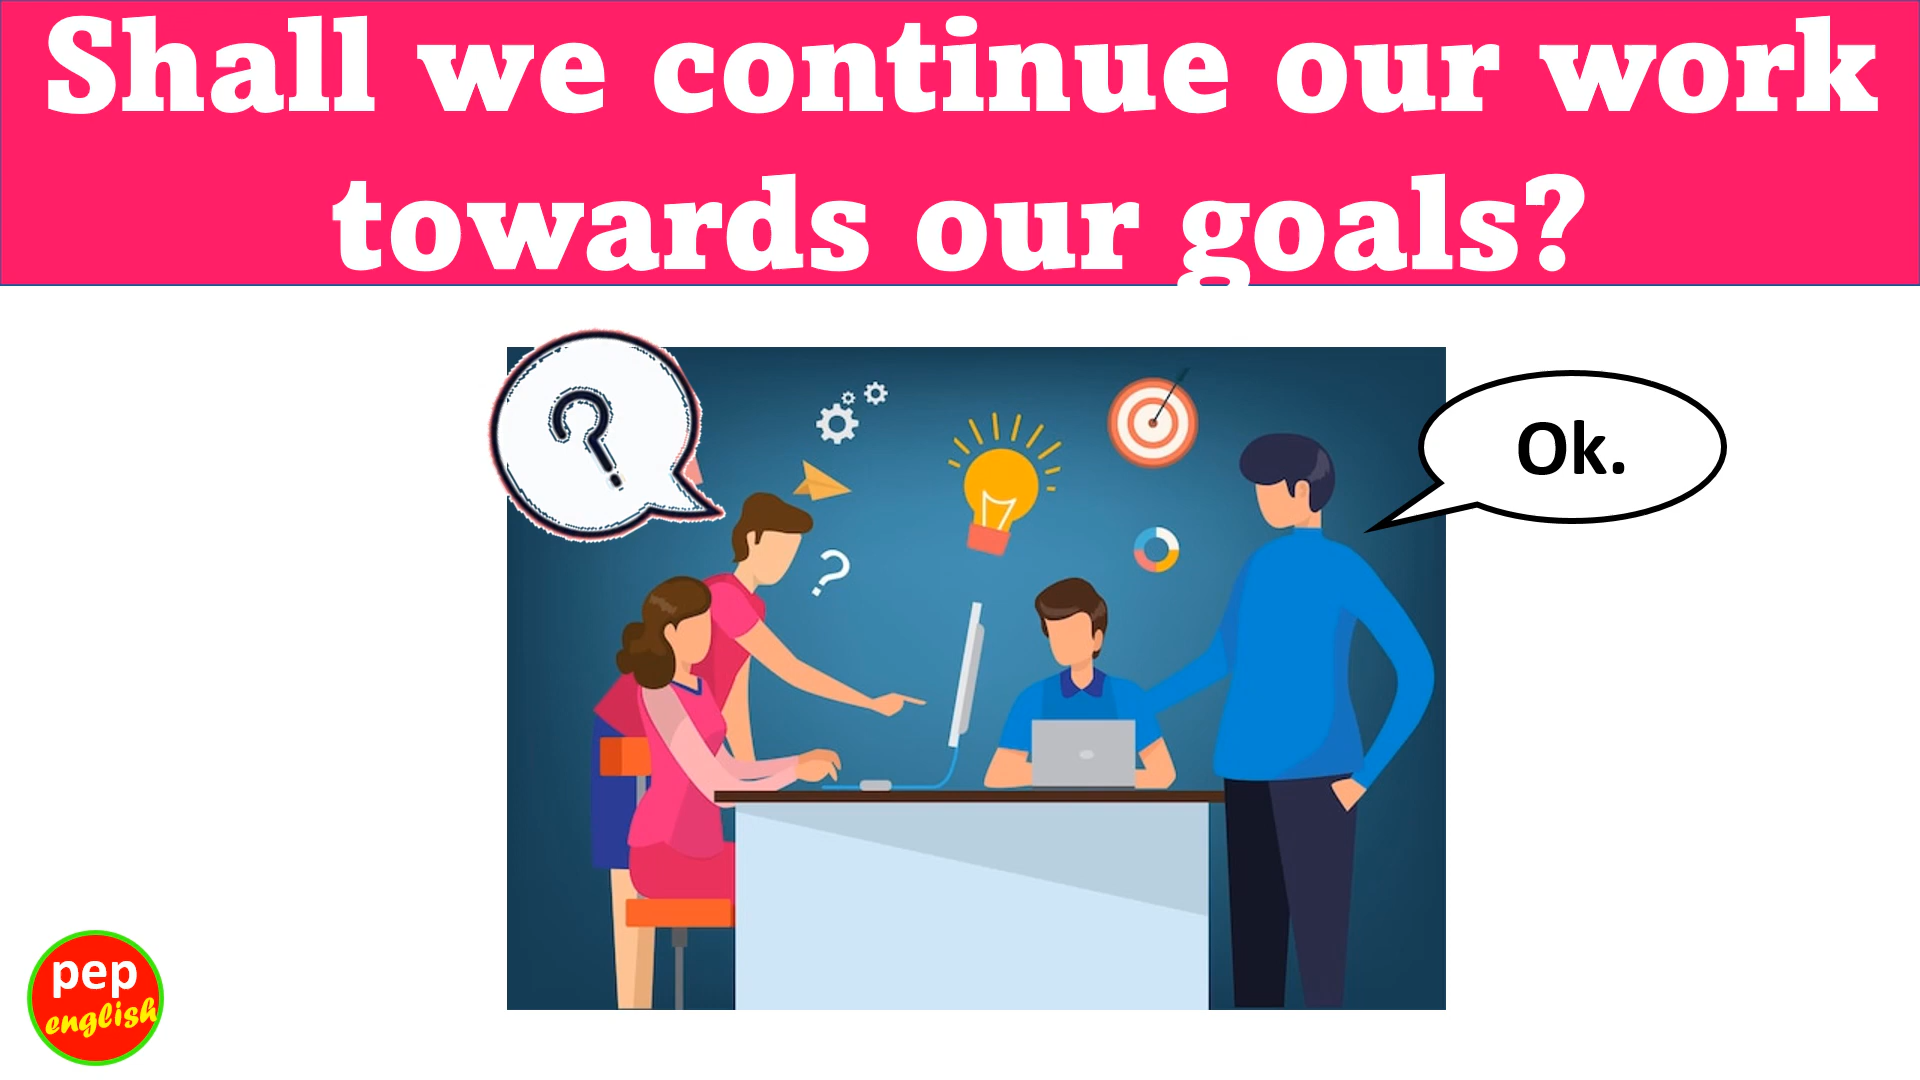 Shall we continue our work
towards our goals?
?
Ok.
?
pep
english